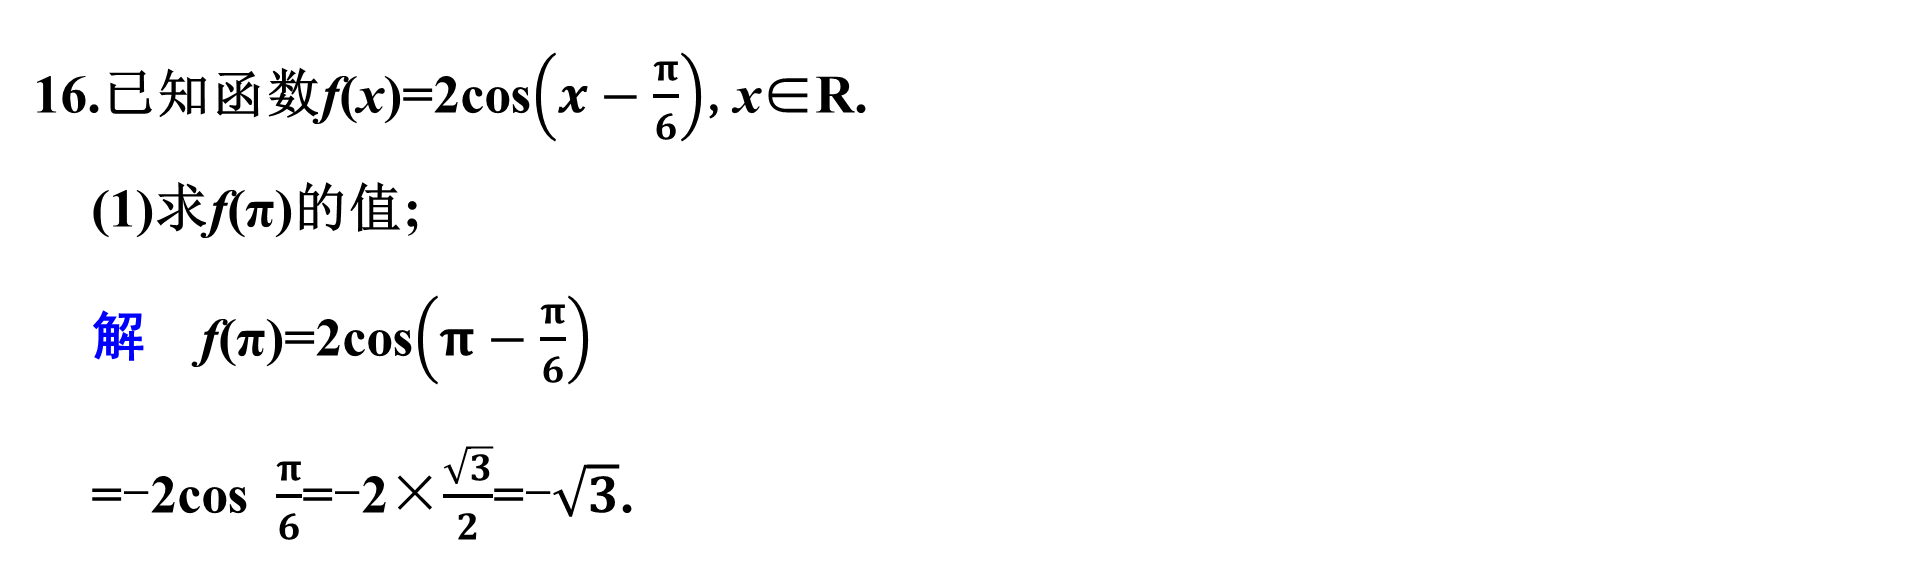 16.已知函数f(x)=2cos(x − π/6), x∈R.
(1)求f(π)的值;
解 f(π)=2cos(π − π/6)
=−2cos π/6=−2×√3/2=−√3.